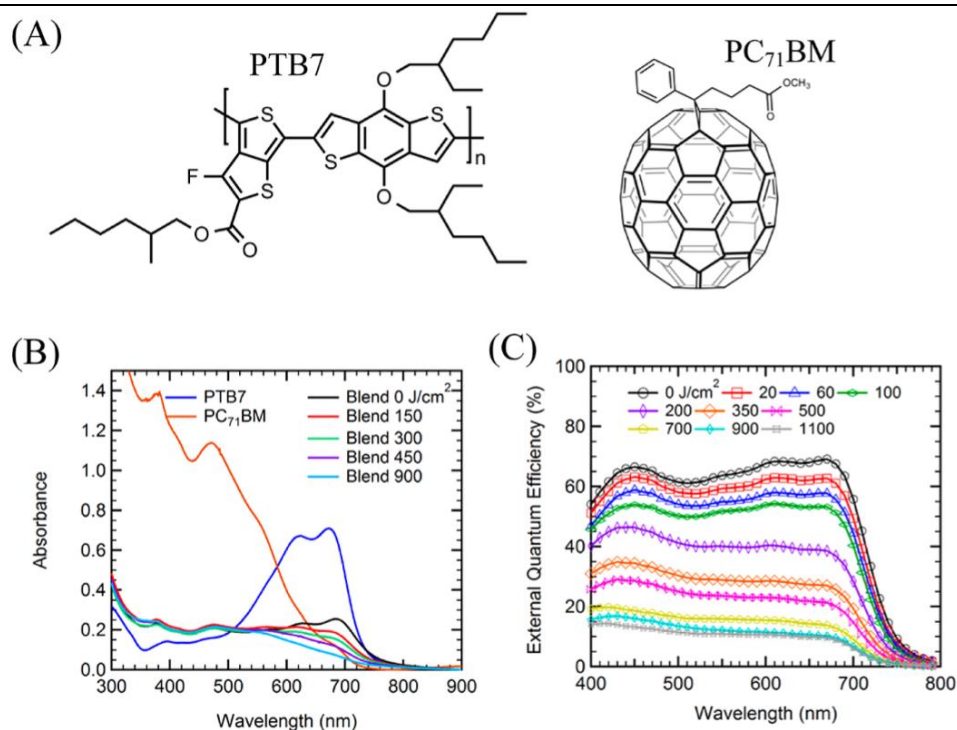 (A)
PTB7
PC71BM
O
S
S
F
S
S
n
O
O
O
OCH3
O
(B)
1.4
1.2
1.0
0.8
0.6
0.4
0.2
0.0
Absorbance
PTB7
PC71BM
Blend 0 J/cm2
Blend 150
Blend 300
Blend 450
Blend 900
300 400 500 600 700 800 900
Wavelength (nm)
(C)
100
80
60
40
20
0
External Quantum Efficiency (%)
0 J/cm2 20 60 100
200 350 500
700 900 1100
400 500 600 700 800
Wavelength (nm)